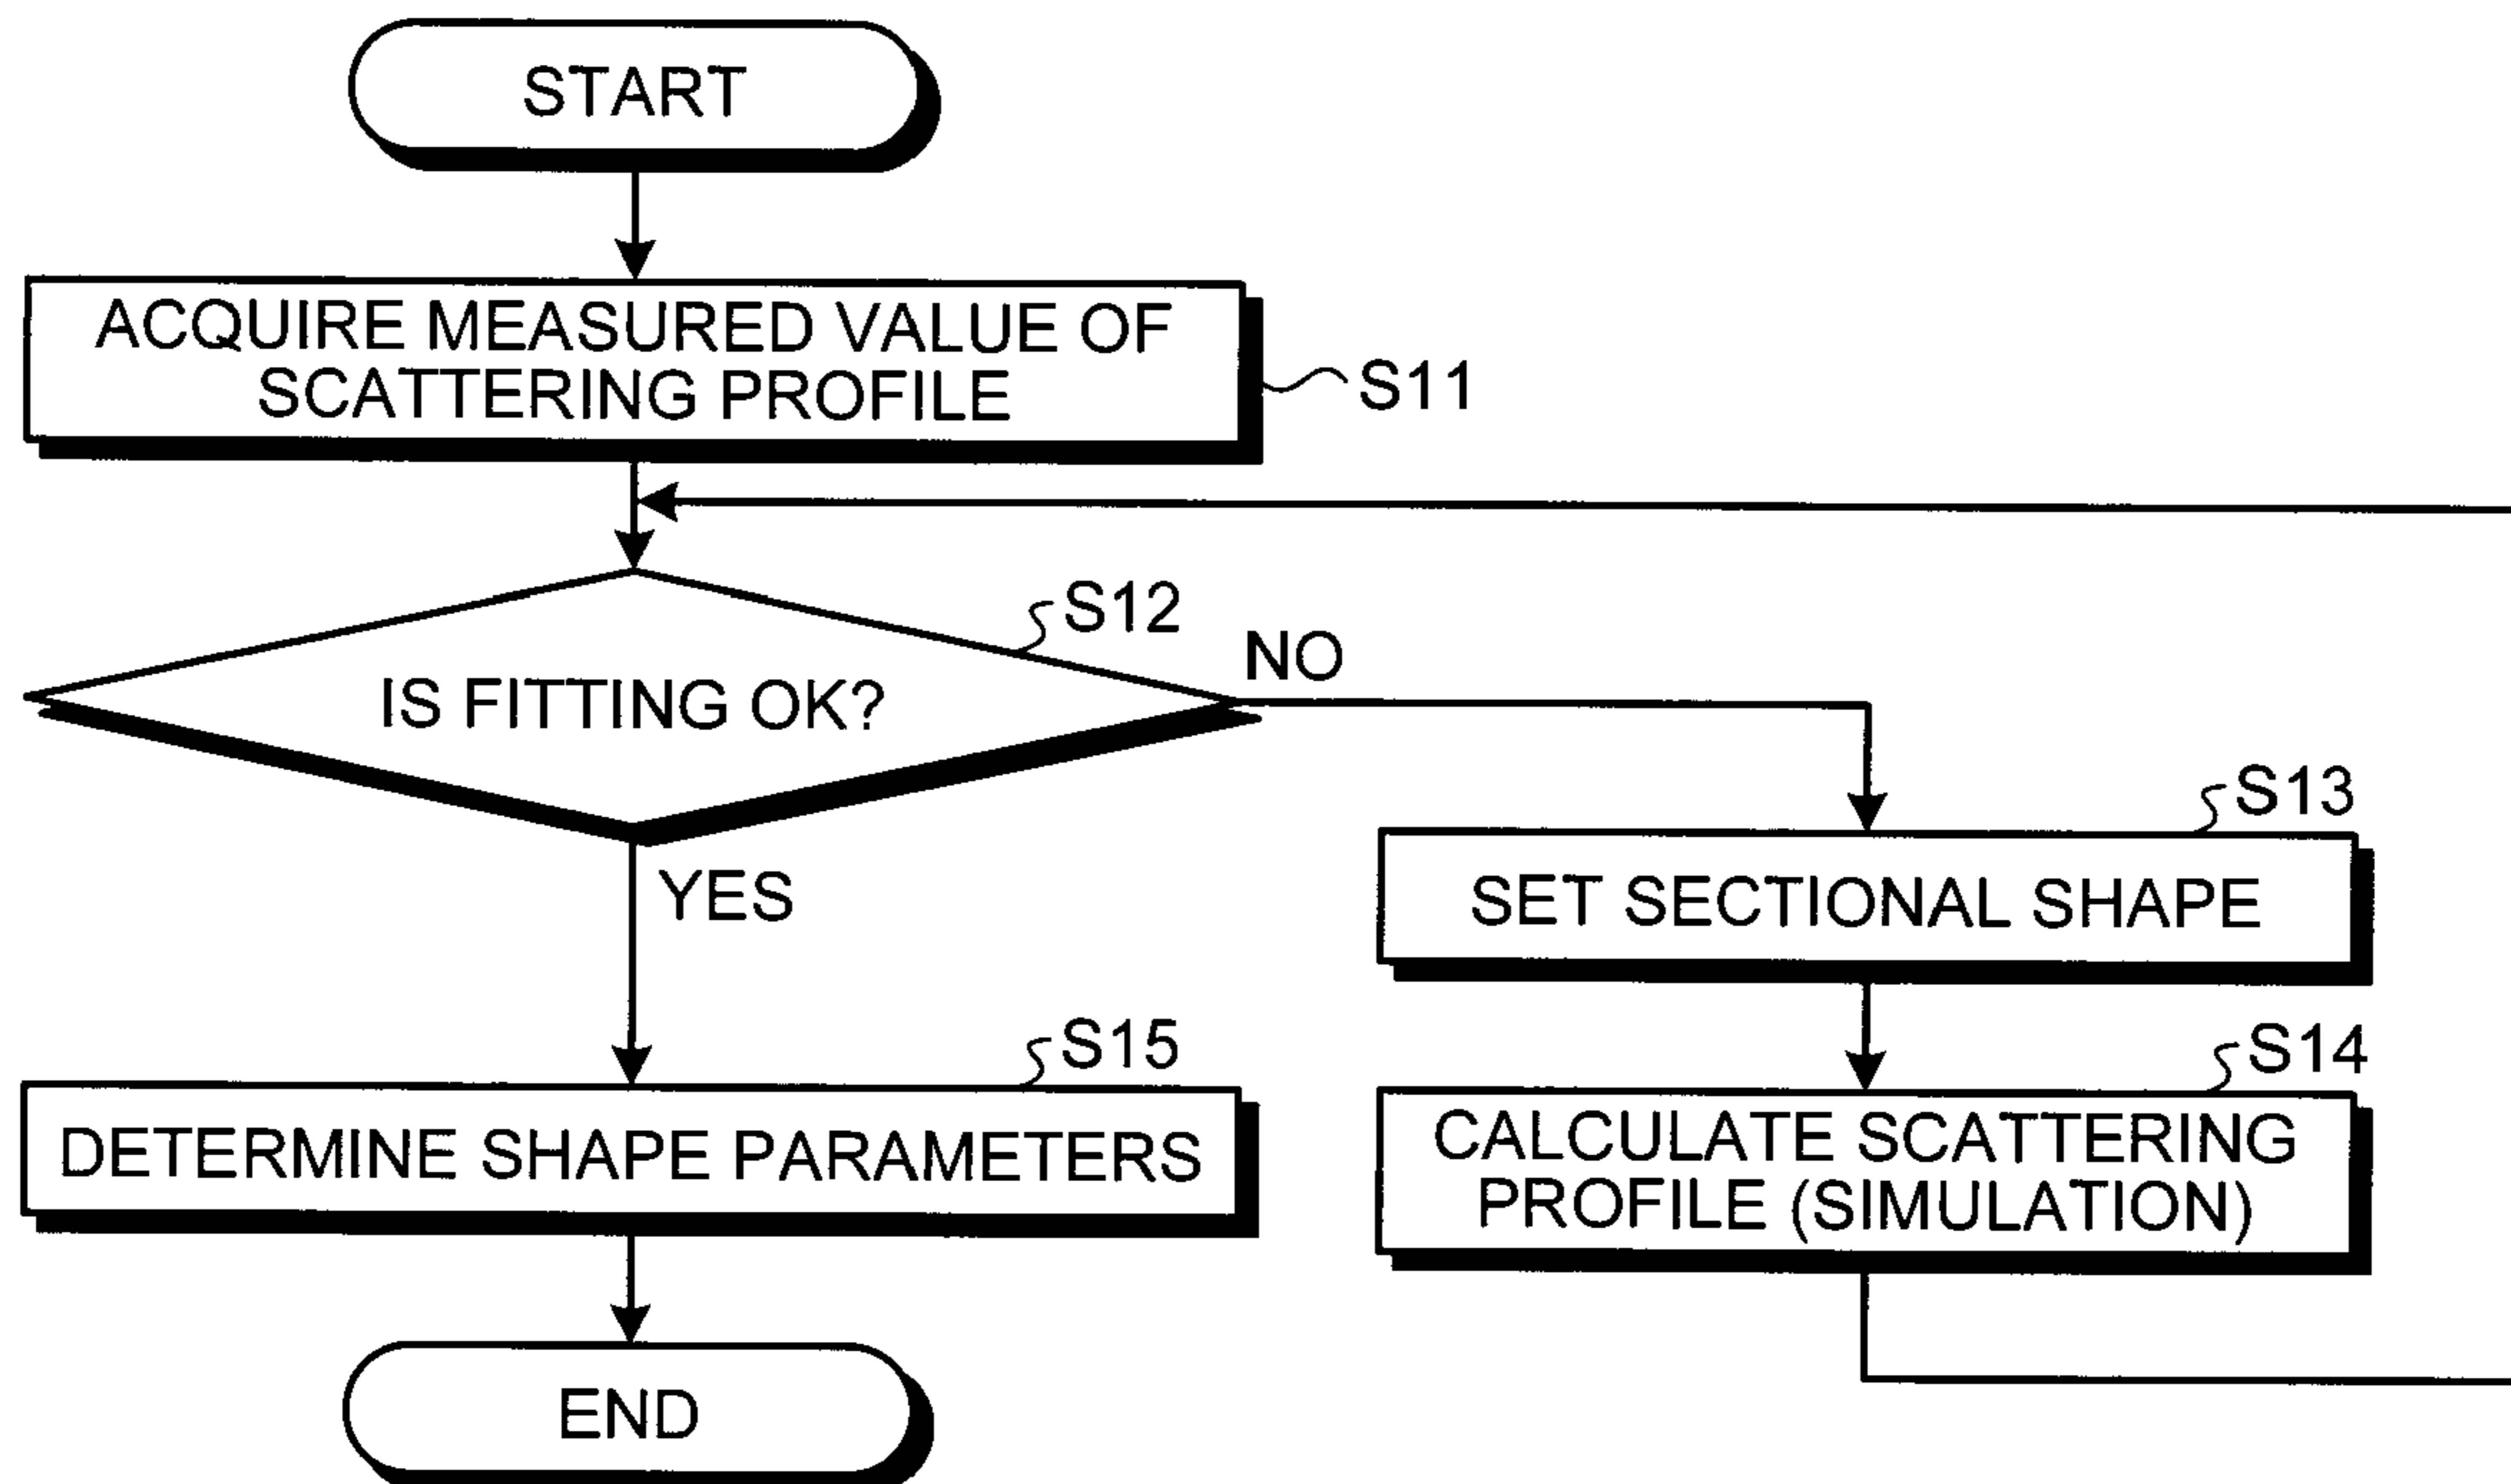 START
ACQUIRE MEASURED VALUE OF
SCATTERING PROFILE
S11
S12
IS FITTING OK?
NO
YES
S13
SET SECTIONAL SHAPE
S14
CALCULATE SCATTERING
PROFILE (SIMULATION)
S15
DETERMINE SHAPE PARAMETERS
END